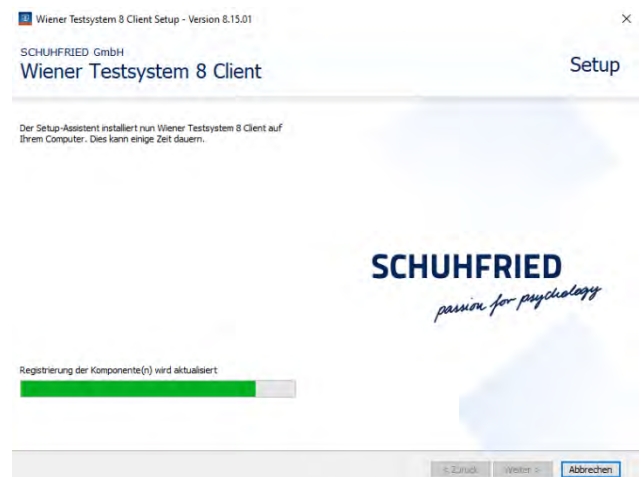 Wiener Testsystem 8 Client Setup - Version 8.15.01
SCHUHFRIED GmbH
Wiener Testsystem 8 Client
Setup
Der Setup-Assistent installiert nun Wiener Testsystem 8 Client auf
Ihrem Computer. Dies kann einige Zeit dauern.
SCHUHFRIED
passion for psychology
Registrierung der Komponente(n) wird aktualisiert
< Zurück Weiter > Abbrechen